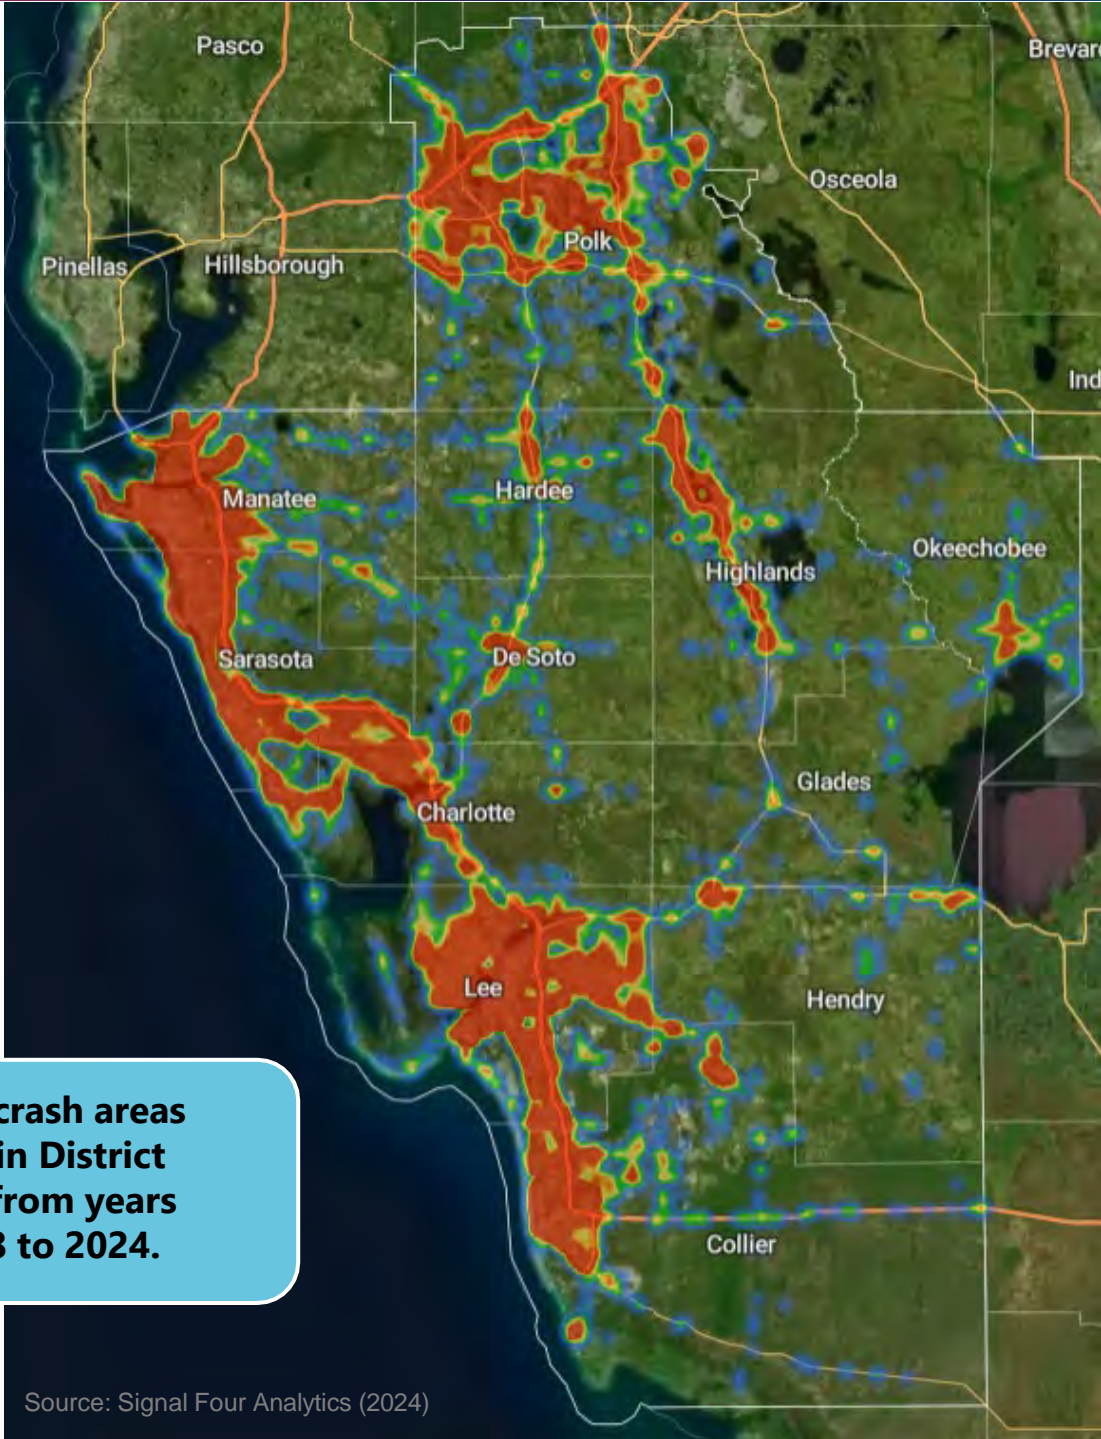 Pasco
Brevar
Osceola
Polk
Pinellas
Hillsborough
Ind
Manatee
Hardee
Okeechobee
Highlands
Sarasota
De Soto
Glades
Charlotte
Lee
Hendry
crash areas
in District
from years
to 2024.
Collier
Source: Signal Four Analytics (2024)